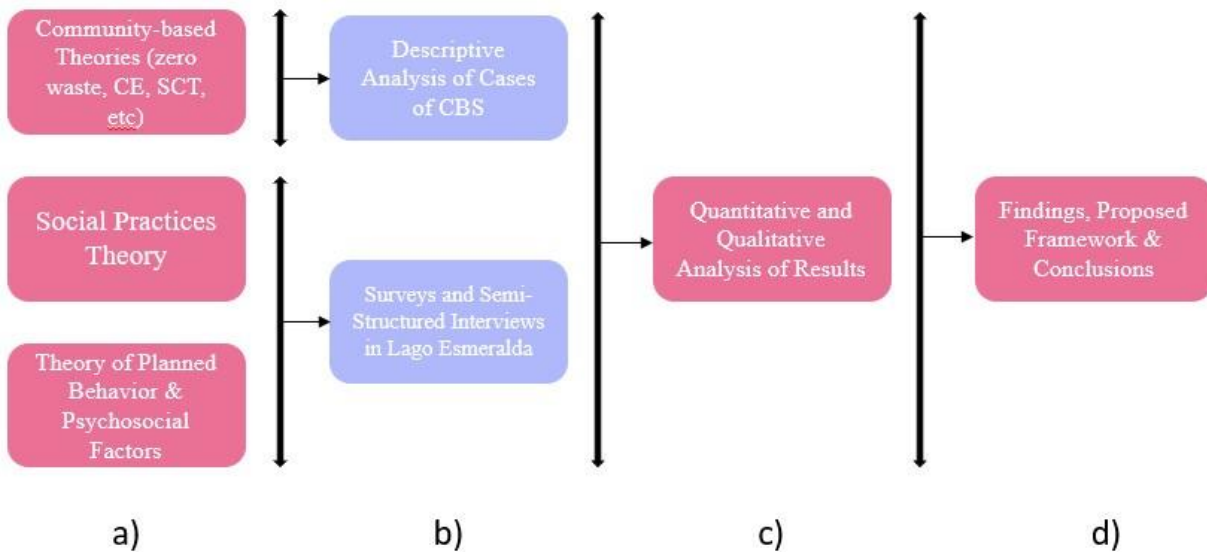 Community-based
Theories (zero
waste, CE, SCT,
etc)
Social Practices
Theory
Theory of Planned
Behavior &
Psychosocial
Factors
Descriptive
Analysis of Cases
of CBS
Surveys and Semi-
Structured Interviews
in Lago Esmeralda
Quantitative and
Qualitative
Analysis of Results
Findings, Proposed
Framework &
Conclusions
a)
b)
c)
d)